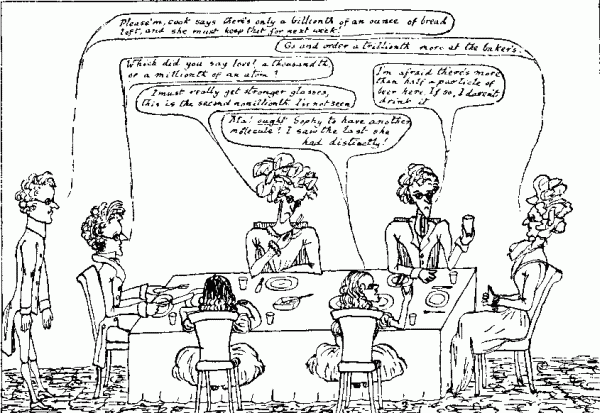 Please'm, cook says there's only a billionth of an ounce of bread
left, and she must keep that for next week!
Go and order a trillionth more at the baker's.
Which did you say love! a thousandth
or a millionth of an atom?
I'm afraid there's more
than half-a-particle of
beer here. If so, I daren't
drink it
I must really get stronger glasses,
this is the second nonillionth I've not seen
Ma! ought Sophy to have another
molecule? I saw the last she
had distinctly!